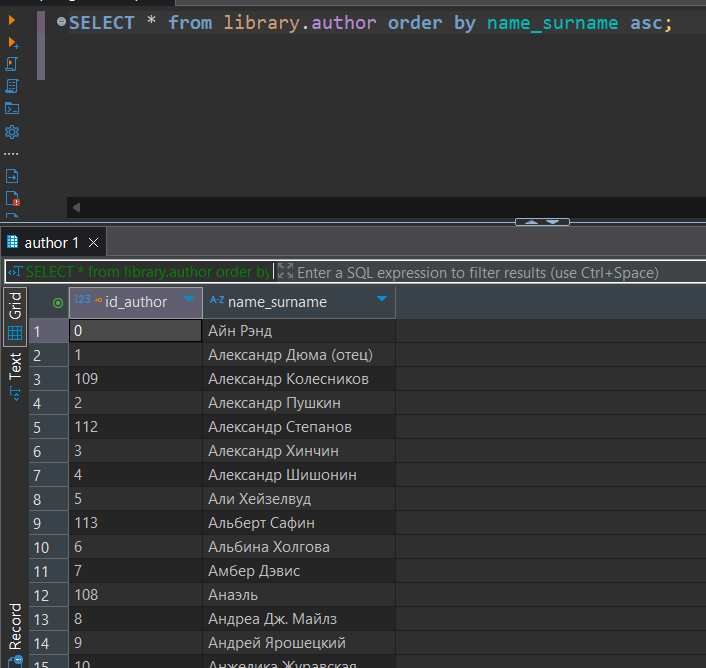 SELECT * from library.author order by name_surname asc;
author 1
SELECT * from library.author order by
Enter a SQL expression to filter results (use Ctrl+Space)
Grid
Text
Record
123 id_author A-Z name_surname
1 0 Айн Рэнд
2 1 Александр Дюма (отец)
3 109 Александр Колесников
4 2 Александр Пушкин
5 112 Александр Степанов
6 3 Александр Хинчин
7 4 Александр Шишонин
8 5 Али Хейзелвуд
9 113 Альберт Сафин
10 6 Альбина Холгова
11 7 Амбер Дэвис
12 108 Анаэль
13 8 Андреа Дж. Майлз
14 9 Андрей Ярошецкий
15 10 Анжелика Журавская